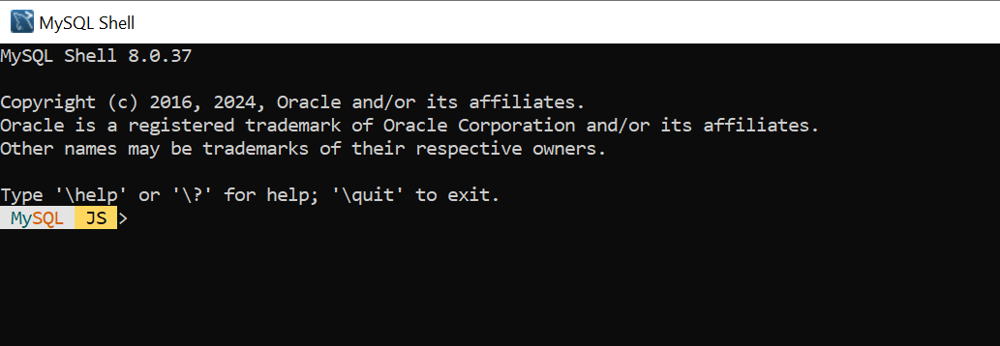 MySQL Shell
MySQL Shell 8.0.37
Copyright (c) 2016, 2024, Oracle and/or its affiliates.
Oracle is a registered trademark of Oracle Corporation and/or its affiliates.
Other names may be trademarks of their respective owners.
Type '\help' or '\?' for help; '\quit' to exit.
MySQL JS >